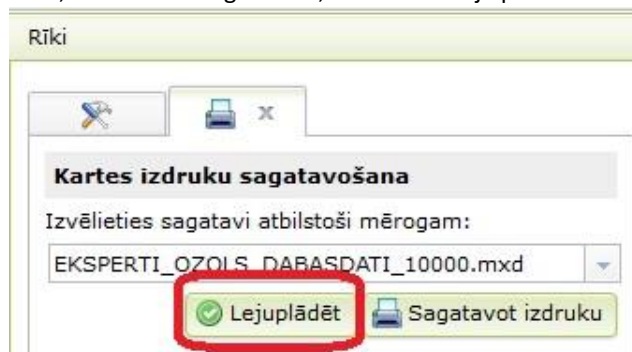 Rīki
x
Kartes izdruku sagatavošana
Izvēlieties sagatavi atbilstoši mērogam:
EKSPERTI_OZOLS_DABASDATI_10000.mxd
Lejuplādēt Sagatavot izdruku